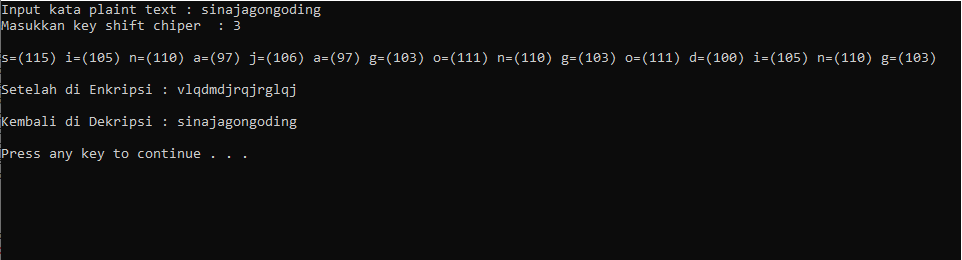 Input kata plaint text : sinajagongoding
Masukkan key shift chiper  : 3
s=(115) i=(105) n=(110) a=(97) j=(106) a=(97) g=(103) o=(111) n=(110) g=(103) o=(111) d=(100) i=(105) n=(110) g=(103)
Setelah di Enkripsi : vlqdmdjrqjrglqj
Kembali di Dekripsi : sinajagongoding
Press any key to continue . . .